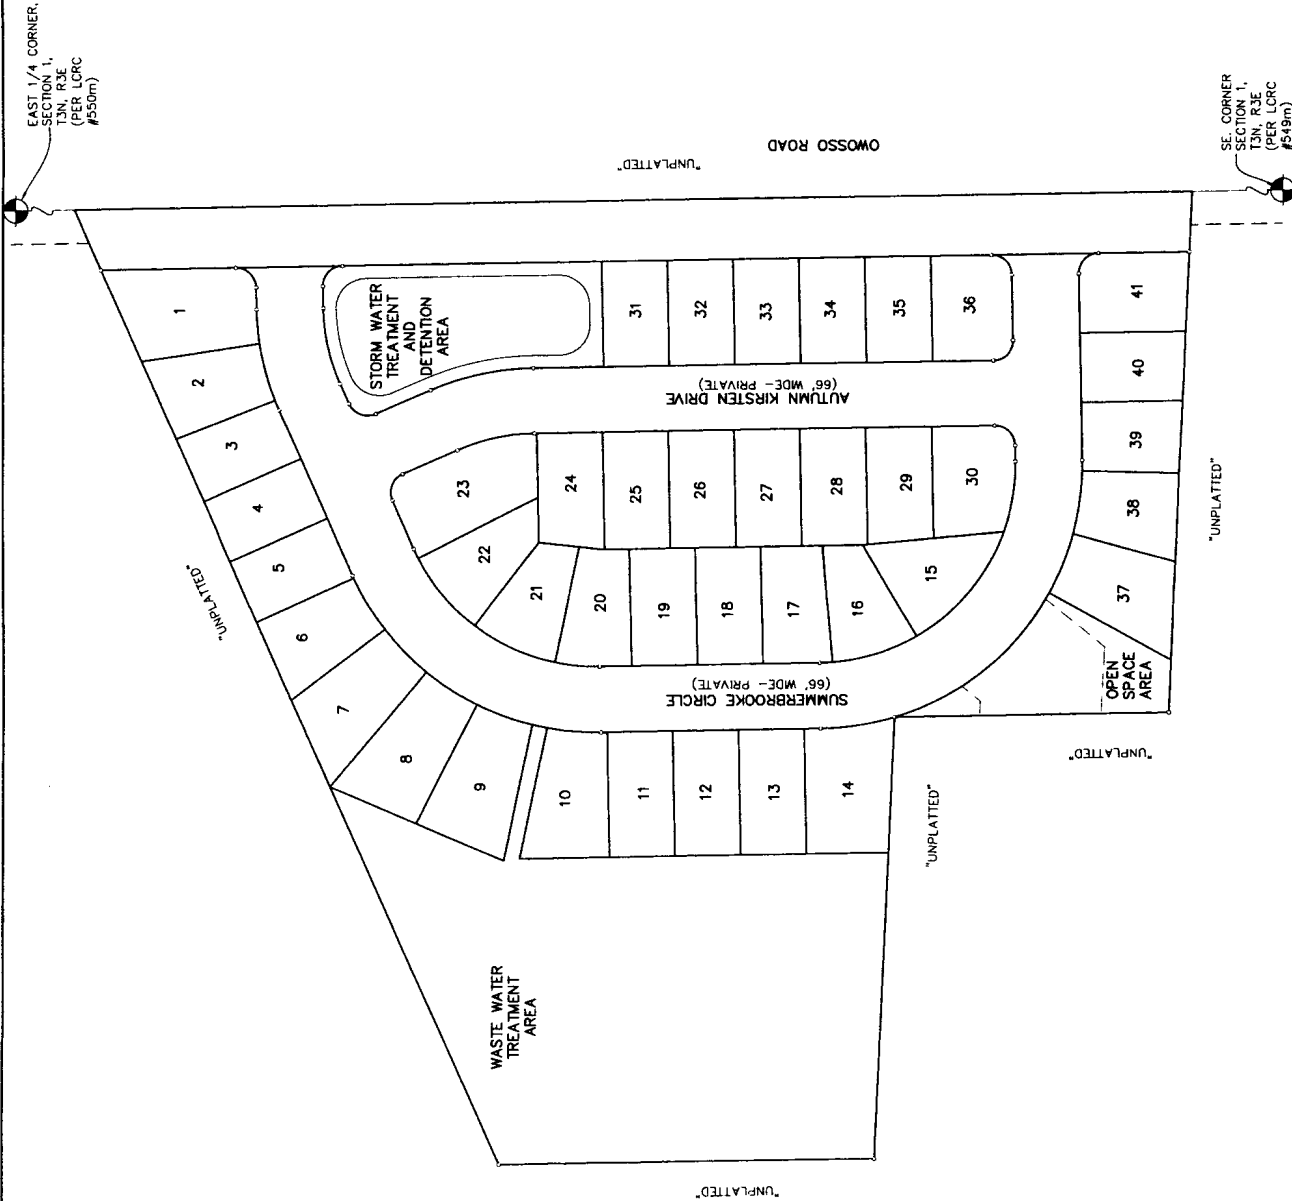 EAST 1/4 CORNER,
SECTION 1,
T3N, R3E
(PER LCRC
#550m)
SE. CORNER
SECTION 1,
T3N, R3E
(PER LCRC
#549m)
OWOSSO ROAD
"UNPLATTED"
1
2
3
4
5
6
7
8
9
10
11
12
13
14
STORM WATER
TREATMENT
AND
DETENTION
AREA
31
32
33
34
35
36
41
40
39
38
37
AUTUMN KIRSTEN DRIVE
(66' WIDE- PRIVATE)
23
24
25
26
27
28
29
30
22
21
20
19
18
17
16
15
SUMMERBROOKE CIRCLE
(66' WIDE- PRIVATE)
OPEN
SPACE
AREA
"UNPLATTED"
"UNPLATTED"
"UNPLATTED"
"UNPLATTED"
WASTE WATER
TREATMENT
AREA
"UNPLATTED"